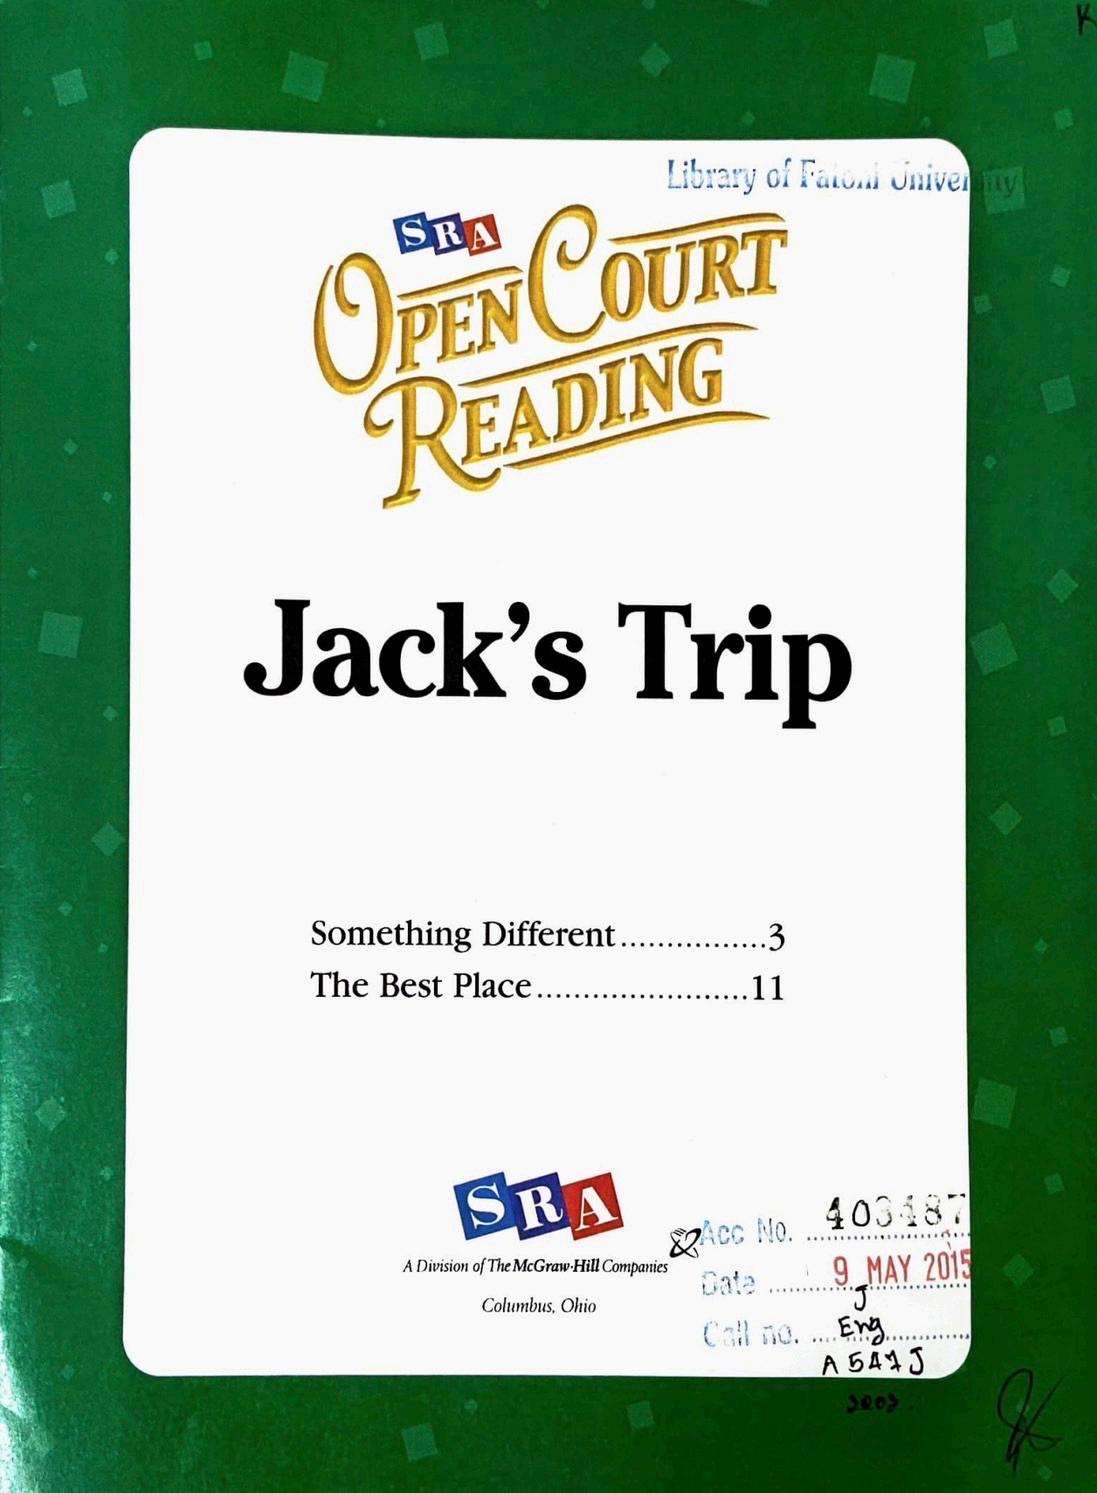 K
Library of Fatoni University
SRA
OPEN COURT
READING
Jack's Trip
Something Different................3
The Best Place.......................11
SRA
A Division of The McGraw-Hill Companies
Columbus, Ohio
Acc No. 403487
Date ...... 9 MAY 2015
J
Call no. ... Eng
A 547 J
2002